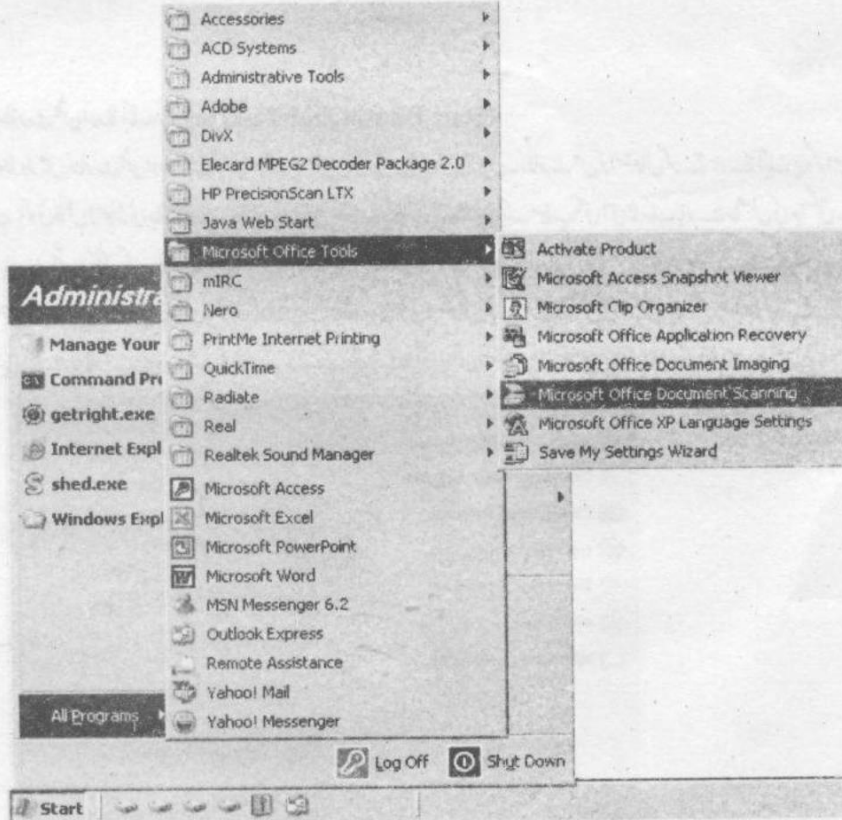 Accessories
ACD Systems
Administrative Tools
Adobe
DivX
Elecard MPEG2 Decoder Package 2.0
HP PrecisionScan LTX
Java Web Start
Microsoft Office Tools
mIRC
Nero
PrintMe Internet Printing
QuickTime
Radiate
Real
Realtek Sound Manager
Microsoft Access
Microsoft Excel
Microsoft PowerPoint
Microsoft Word
MSN Messenger 6.2
Outlook Express
Remote Assistance
Yahoo! Mail
Yahoo! Messenger
Activate Product
Microsoft Access Snapshot Viewer
Microsoft Clip Organizer
Microsoft Office Application Recovery
Microsoft Office Document Imaging
Microsoft Office Document Scanning
Microsoft Office XP Language Settings
Save My Settings Wizard
Administra
Manage Your
Command Pro
getright.exe
Internet Expl
shed.exe
Windows Expl
All Programs
Log Off
Shut Down
Start